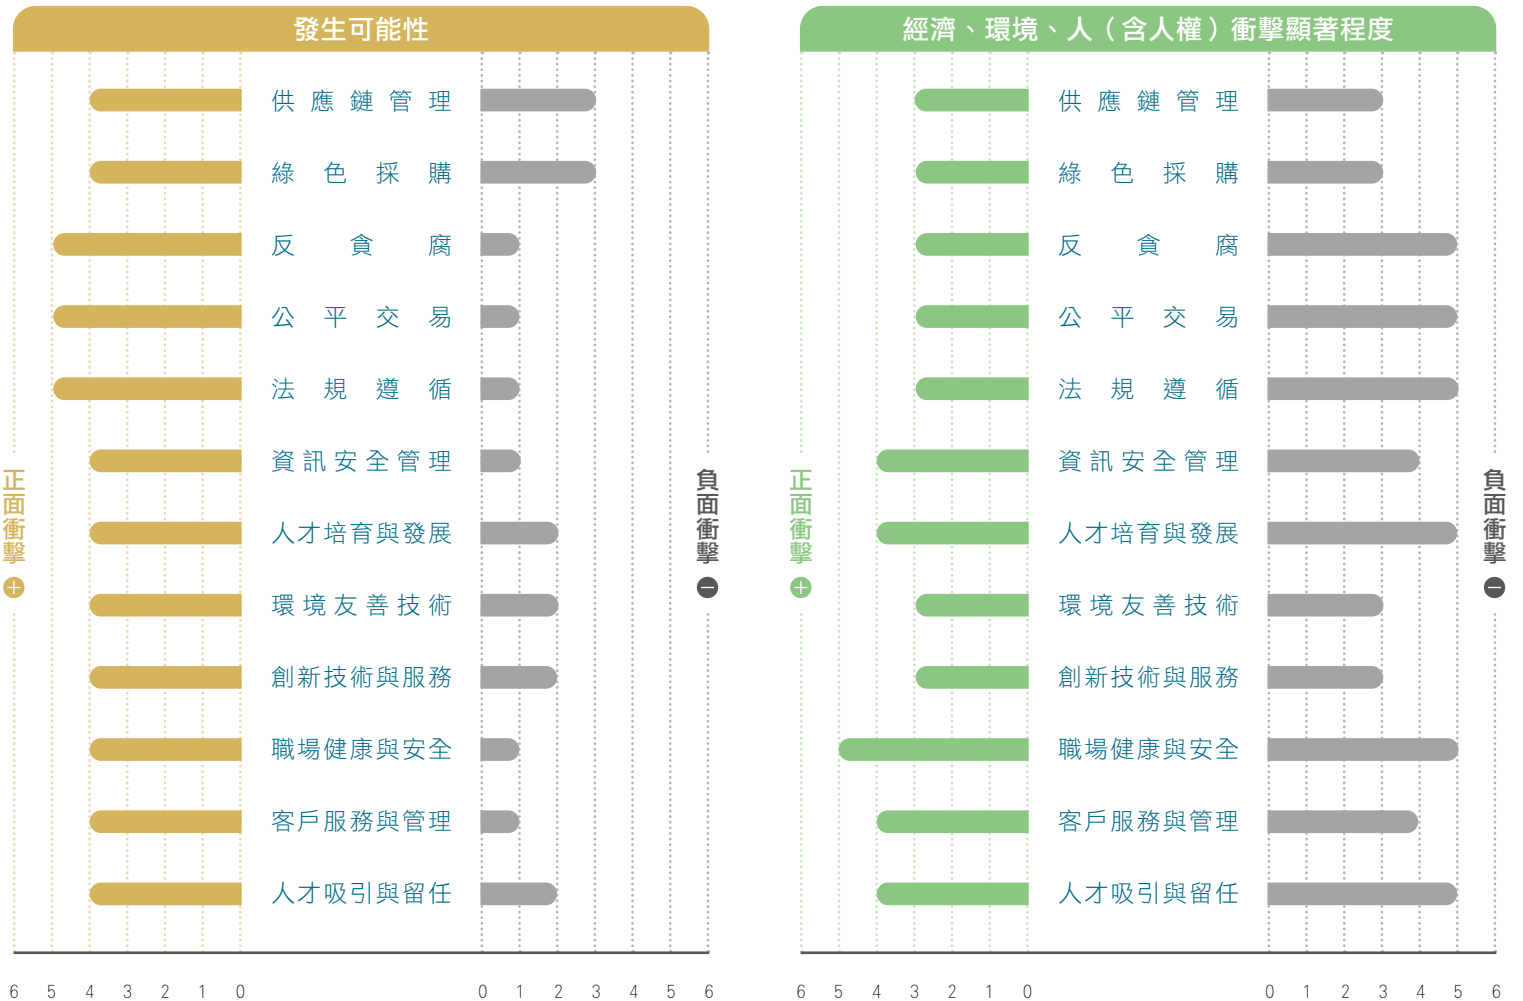 發生可能性
供應鏈管理
綠色採購
反貪腐
公平交易
法規遵循
資訊安全管理
人才培育與發展
環境友善技術
創新技術與服務
職場健康與安全
客戶服務與管理
人才吸引與留任
正面衝擊
+
負面衝擊
−
6 5 4 3 2 1 0
0 1 2 3 4 5 6
經濟、環境、人（含人權）衝擊顯著程度
供應鏈管理
綠色採購
反貪腐
公平交易
法規遵循
資訊安全管理
人才培育與發展
環境友善技術
創新技術與服務
職場健康與安全
客戶服務與管理
人才吸引與留任
正面衝擊
+
負面衝擊
−
6 5 4 3 2 1 0
0 1 2 3 4 5 6